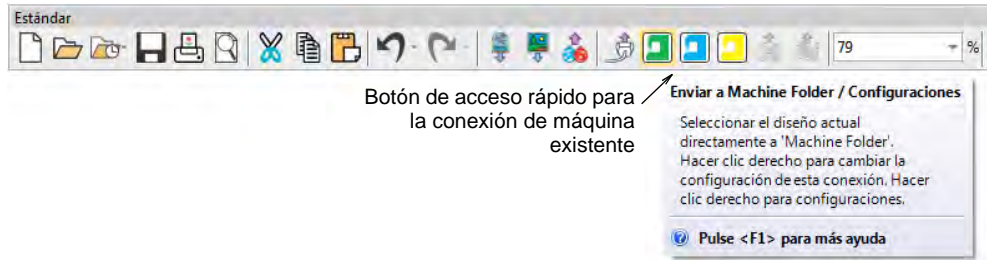 Estándar
79 %
Botón de acceso rápido para
la conexión de máquina
existente
Enviar a Machine Folder / Configuraciones
Seleccionar el diseño actual
directamente a 'Machine Folder'.
Hacer clic derecho para cambiar la
configuración de esta conexión. Hacer
clic derecho para configuraciones.
Pulse <F1> para más ayuda